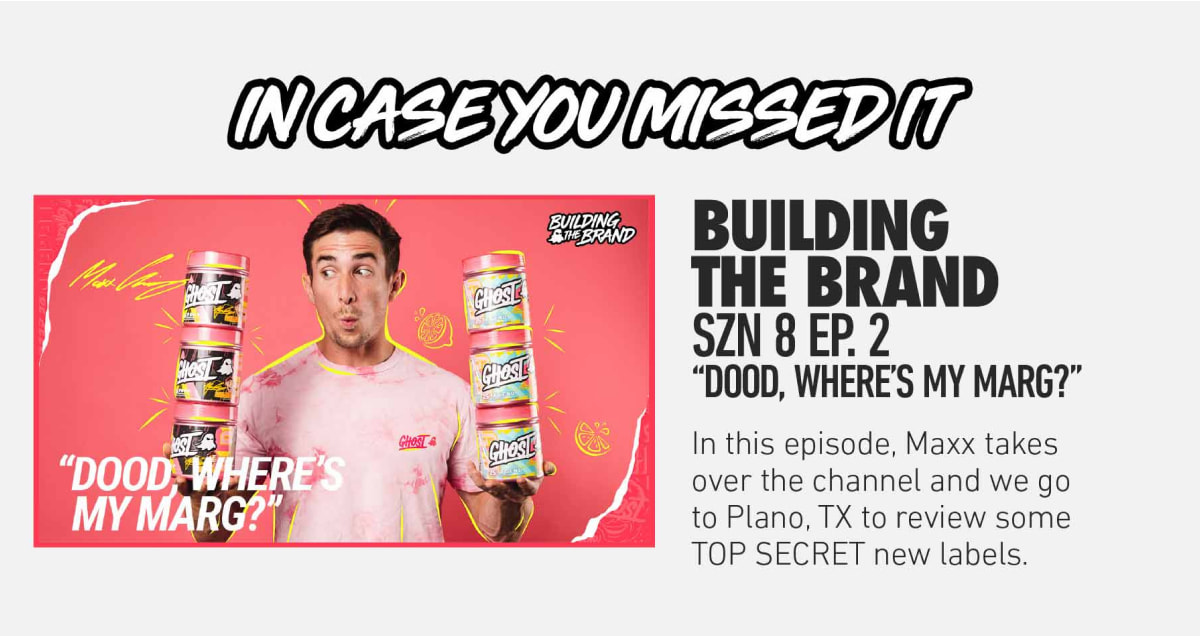 IN CASE YOU MISSED IT
BUILDING
THE BRAND
GHOST
GHOST
GHOST
GHOST
GHOST
GHOST
GHOST
"DOOD, WHERE'S
MY MARG?"
BUILDING
THE BRAND
SZN 8 EP. 2
“DOOD, WHERE’S MY MARG?”
In this episode, Maxx takes
over the channel and we go
to Plano, TX to review some
TOP SECRET new labels.